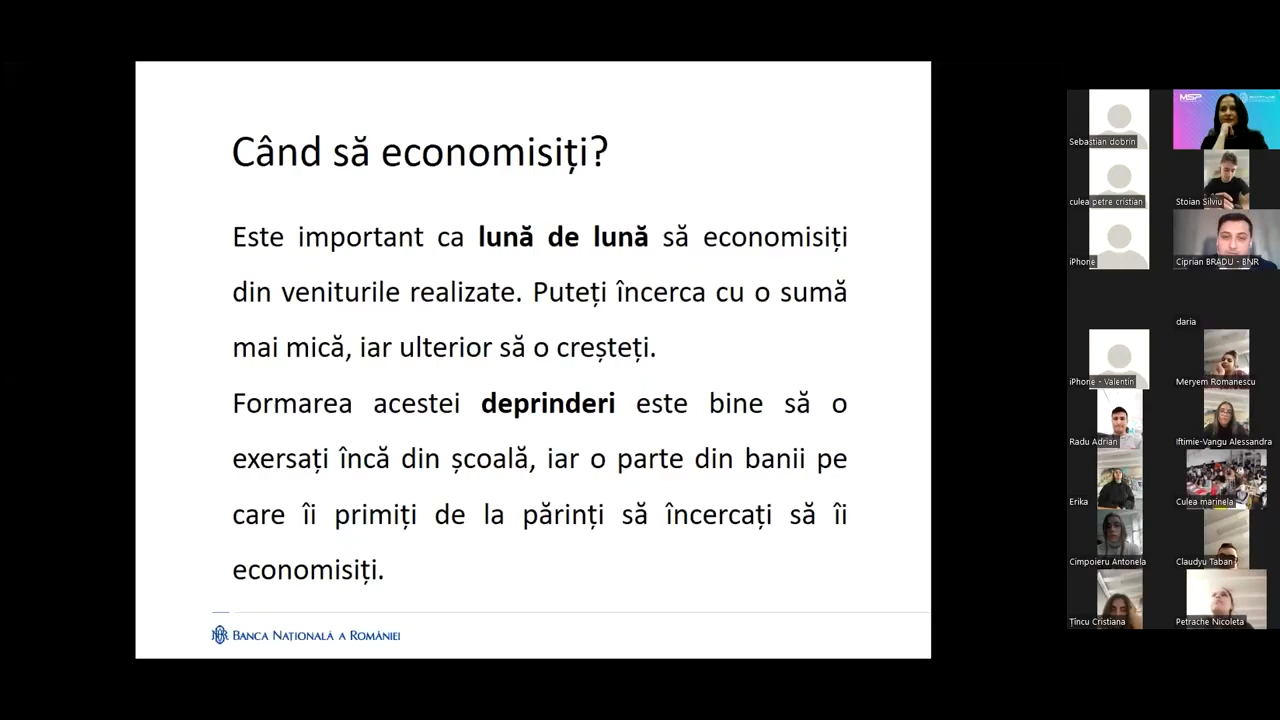 Când să economisiți?
Este important ca lună de lună să economisiți
din veniturile realizate. Puteți încerca cu o sumă
mai mică, iar ulterior să o creșteți.
Formarea acestei deprinderi este bine să o
exersați încă din școală, iar o parte din banii pe
care îi primiți de la părinți să încercați să îi
economisiți.
BANCA NAȚIONALĂ A ROMÂNIEI
MSP
Sebastian dobrin
culea petre cristian
Stoian Silviu
iPhone
Ciprian BRADU - BNR
daria
iPhone - Valentin
Meryem Romanescu
Radu Adrian
Iftimie-Vangu Alessandra
Erika
Culea marinela
Cimpoieru Antonela
Claudyu Taban
Țîncu Cristiana
Petrache Nicoleta